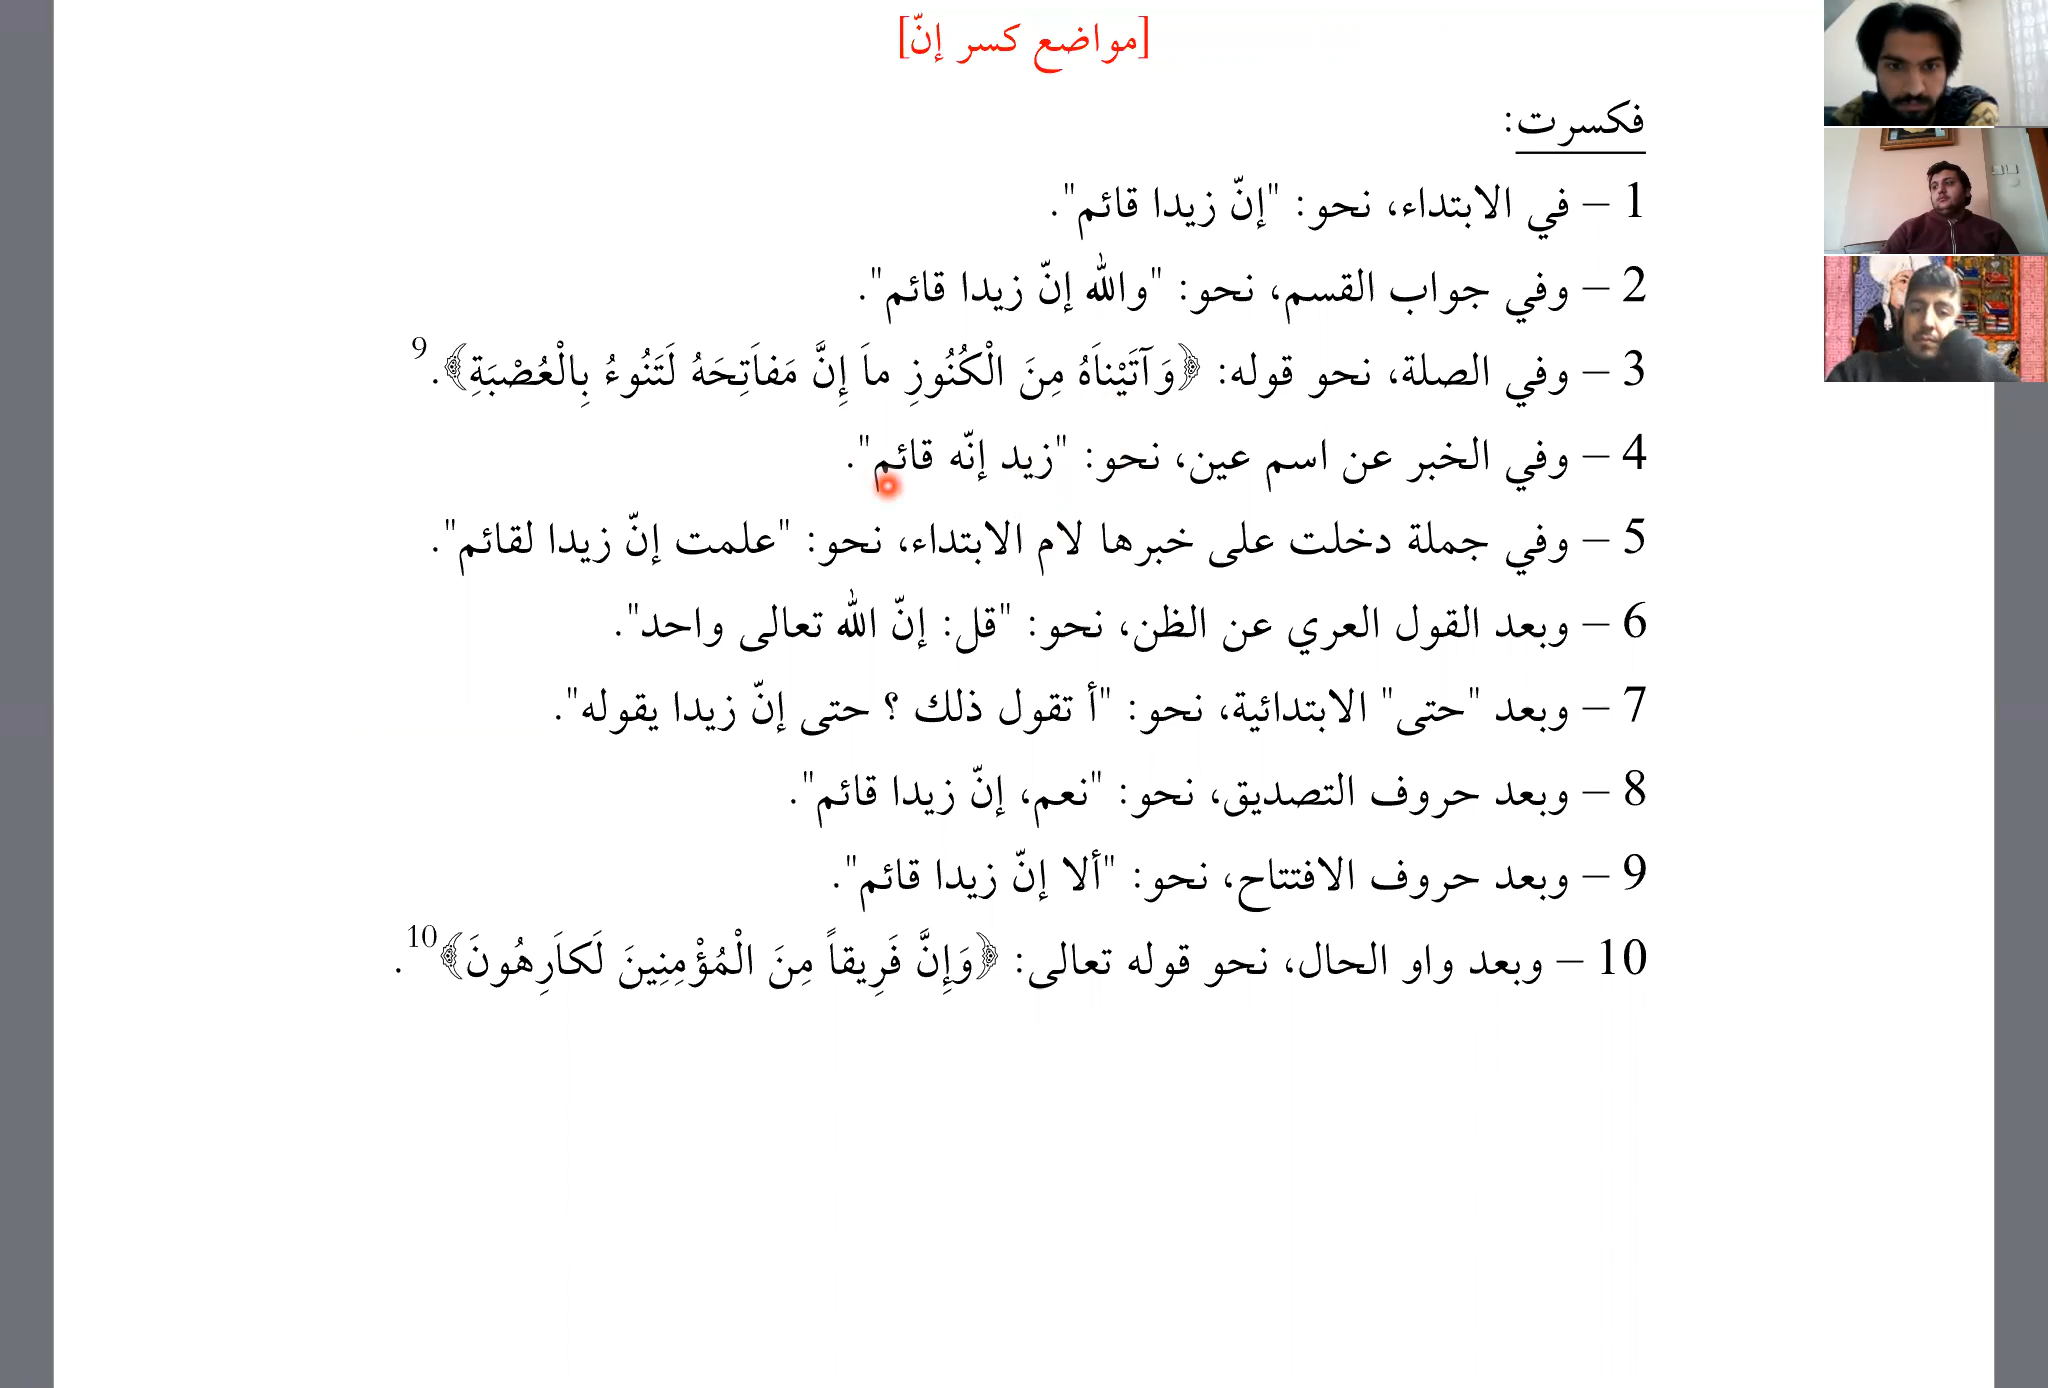 [مواضع كسر إنّ]
فكسرت:
1 – في الابتداء، نحو: "إنّ زيدا قائم".
2 – وفي جواب القسم، نحو: "والله إنّ زيدا قائم".
3 – وفي الصلة، نحو قوله: ﴿وَآتَيْناَهُ مِنَ الْكُنُوزِ ماَ إِنَّ مَفاَتِحَهُ لَتَنُوءُ بِالْعُصْبَةِ﴾.9
4 – وفي الخبر عن اسم عين، نحو: "زيد إنّه قائم".
5 – وفي جملة دخلت على خبرها لام الابتداء، نحو: "علمت إنّ زيدا لقائم".
6 – وبعد القول العري عن الظن، نحو: "قل: إنّ الله تعالى واحد".
7 – وبعد "حتى" الابتدائية، نحو: "أ تقول ذلك ؟ حتى إنّ زيدا يقوله".
8 – وبعد حروف التصديق، نحو: "نعم، إنّ زيدا قائم".
9 – وبعد حروف الافتتاح، نحو: "ألا إنّ زيدا قائم".
10 – وبعد واو الحال، نحو قوله تعالى: ﴿وَإِنَّ فَرِيقاً مِنَ الْمُؤْمِنِينَ لَكاَرِهُونَ﴾10.